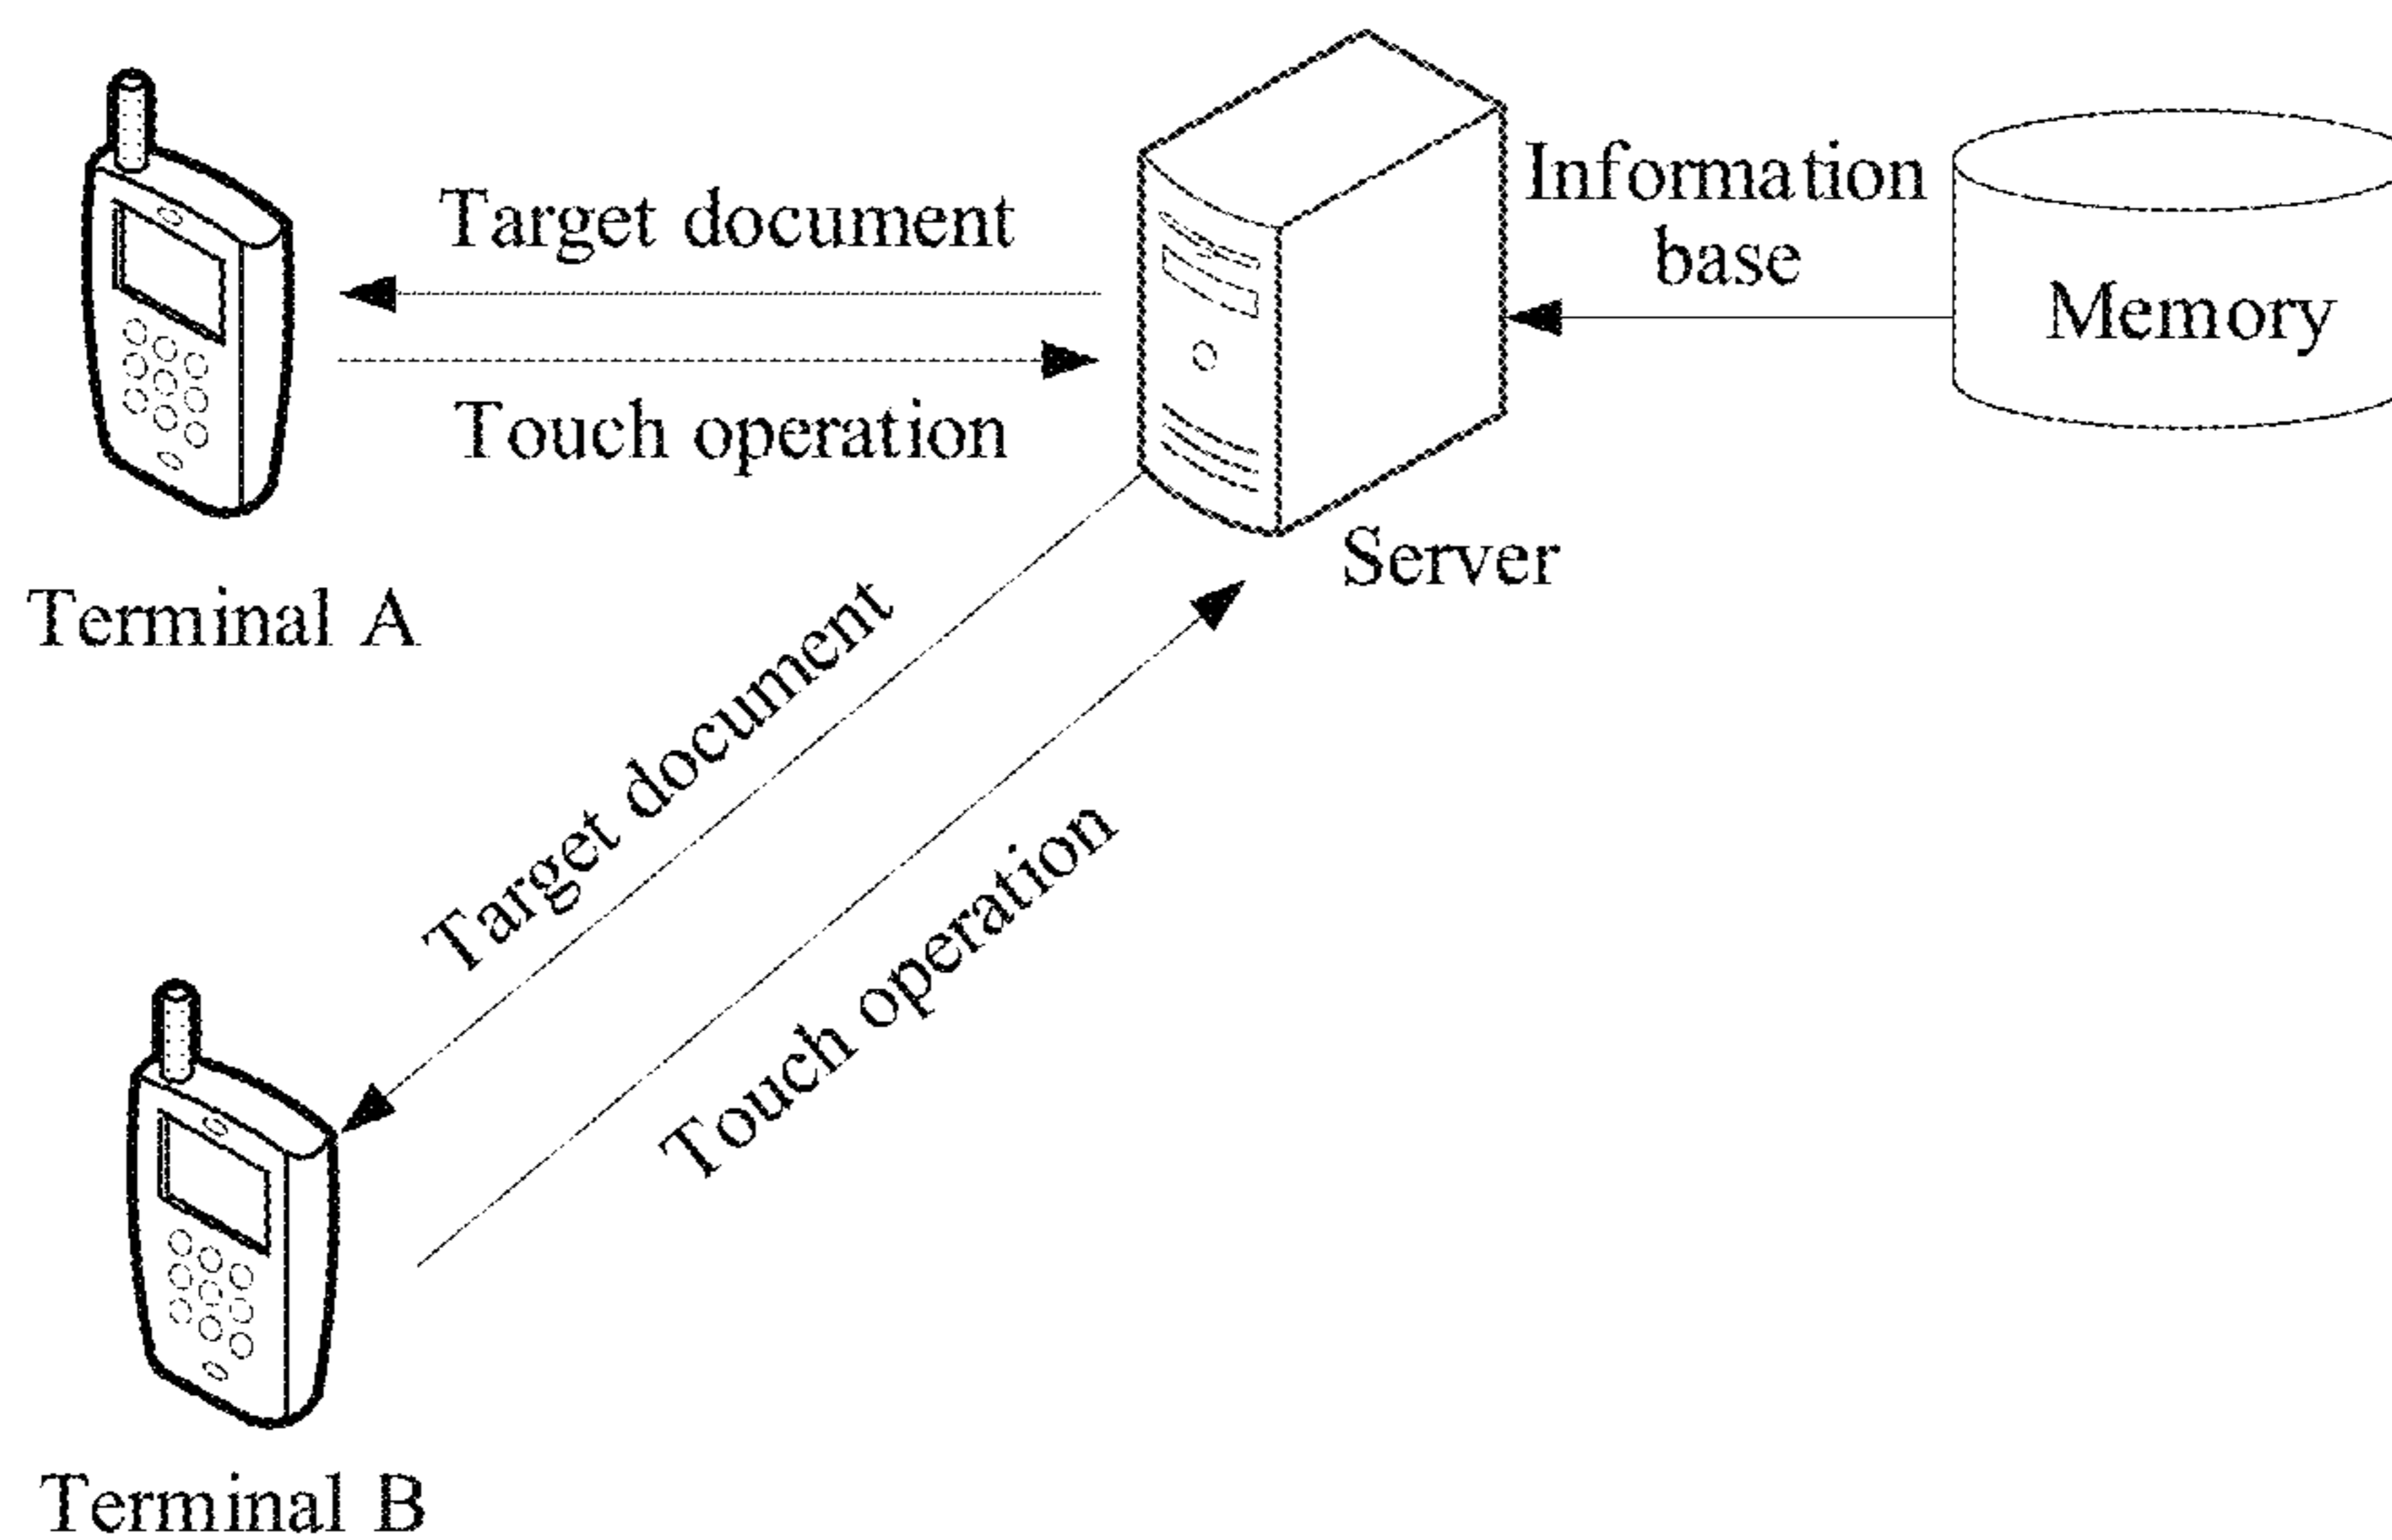 Target document
Touch operation
Information
base
Memory
Server
Terminal A
Target document
Touch operation
Terminal B